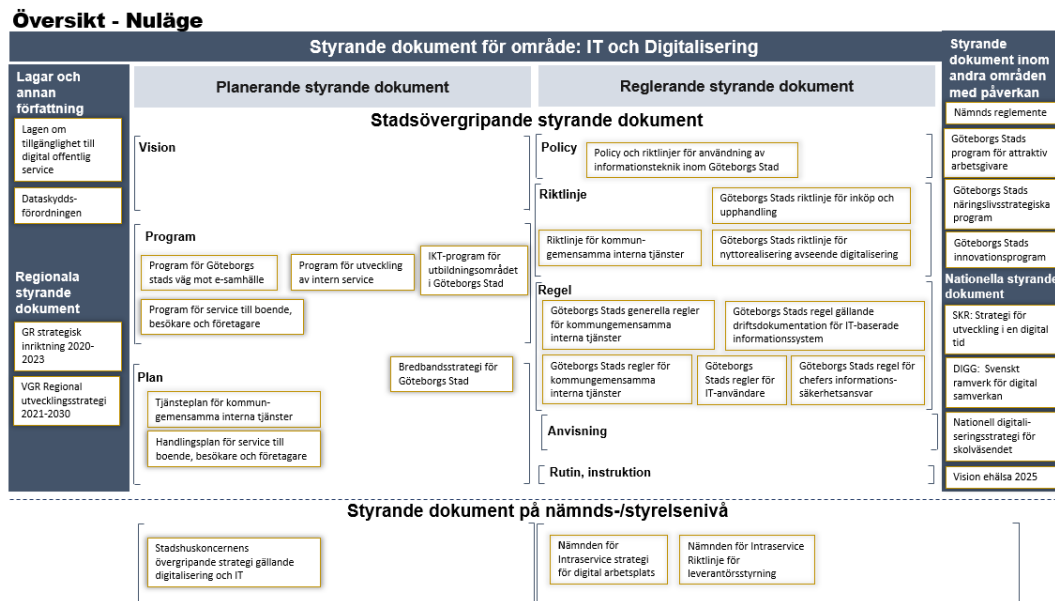 Översikt - Nuläge
Styrande dokument för område: IT och Digitalisering
Lagar och
annan
författning
Lagen om
tillgänglighet till
digital offentlig
service
Dataskydds-
förordningen
Regionala
styrande
dokument
GR strategisk
inriktning 2020-
2023
VGR Regional
utvecklingsstrategi
2021-2030
Planerande styrande dokument
Reglerande styrande dokument
Stadsövergripande styrande dokument
Vision
Program
Program för Göteborgs
stads väg mot e-samhälle
Program för utveckling
av intern service
IKT-program för
utbildningsområdet
i Göteborgs Stad
Program för service till boende,
besökare och företagare
Plan
Bredbandsstrategi för
Göteborgs Stad
Tjänsteplan för kommun-
gemensamma interna tjänster
Handlingsplan för service till
boende, besökare och företagare
Policy
Policy och riktlinjer för användning av
informationsteknik inom Göteborgs Stad
Riktlinje
Göteborgs Stads riktlinje för inköp och
upphandling
Riktlinje för kommun-
gemensamma interna tjänster
Göteborgs Stads riktlinje för
nyttorealisering avseende digitalisering
Regel
Göteborgs Stads generella regler
för kommungemensamma
interna tjänster
Göteborgs Stads regel gällande
driftsdokumentation för IT-baserade
informationssystem
Göteborgs Stads regler för
kommungemensamma
interna tjänster
Göteborgs
Stads regler för
IT-användare
Göteborgs Stads regel för
chefers informations-
säkerhetsansvar
Anvisning
Rutin, instruktion
Styrande
dokument inom
andra områden
med påverkan
Nämnds reglemente
Göteborgs Stads
program för attraktiv
arbetsgivare
Göteborgs Stads
näringslivsstrategiska
program
Göteborgs Stads
innovationsprogram
Nationella styrande
dokument
SKR: Strategi för
utveckling i en digital
tid
DIGG: Svenskt
ramverk för digital
samverkan
Nationell digitali-
seringsstrategi för
skolväsendet
Vision ehälsa 2025
Styrande dokument på nämnds-/styrelsenivå
Stadshuskoncernens
övergripande strategi gällande
digitalisering och IT
Nämnden för
Intraservice strategi
för digital arbetsplats
Nämnden för Intraservice
Riktlinje för
leverantörsstyrning